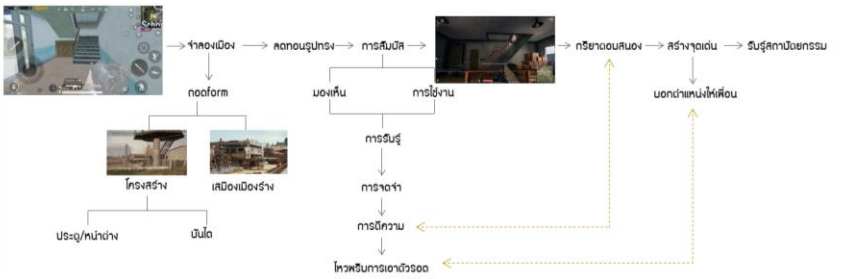 จำลองเมือง
ลดทอนรูปทรง
การสัมผัส
กริยาตอบสนอง
สร้างจุดเด่น
รับรู้สถาปัตยกรรม
ถอดform
มองเห็น
การใช้งาน
บอกตำแหน่งให้เพื่อน
การรับรู้
โครงสร้าง
เสมือนเมืองร้าง
การจดจำ
ประตู/หน้าต่าง
บันได
การตีความ
ไหวพริบการเอาตัวรอด